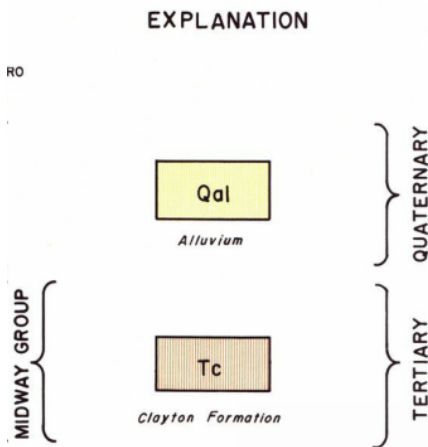 EXPLANATION
RO
Qal
Alluvium
QUATERNARY
MIDWAY GROUP
Tc
Clayton Formation
TERTIARY